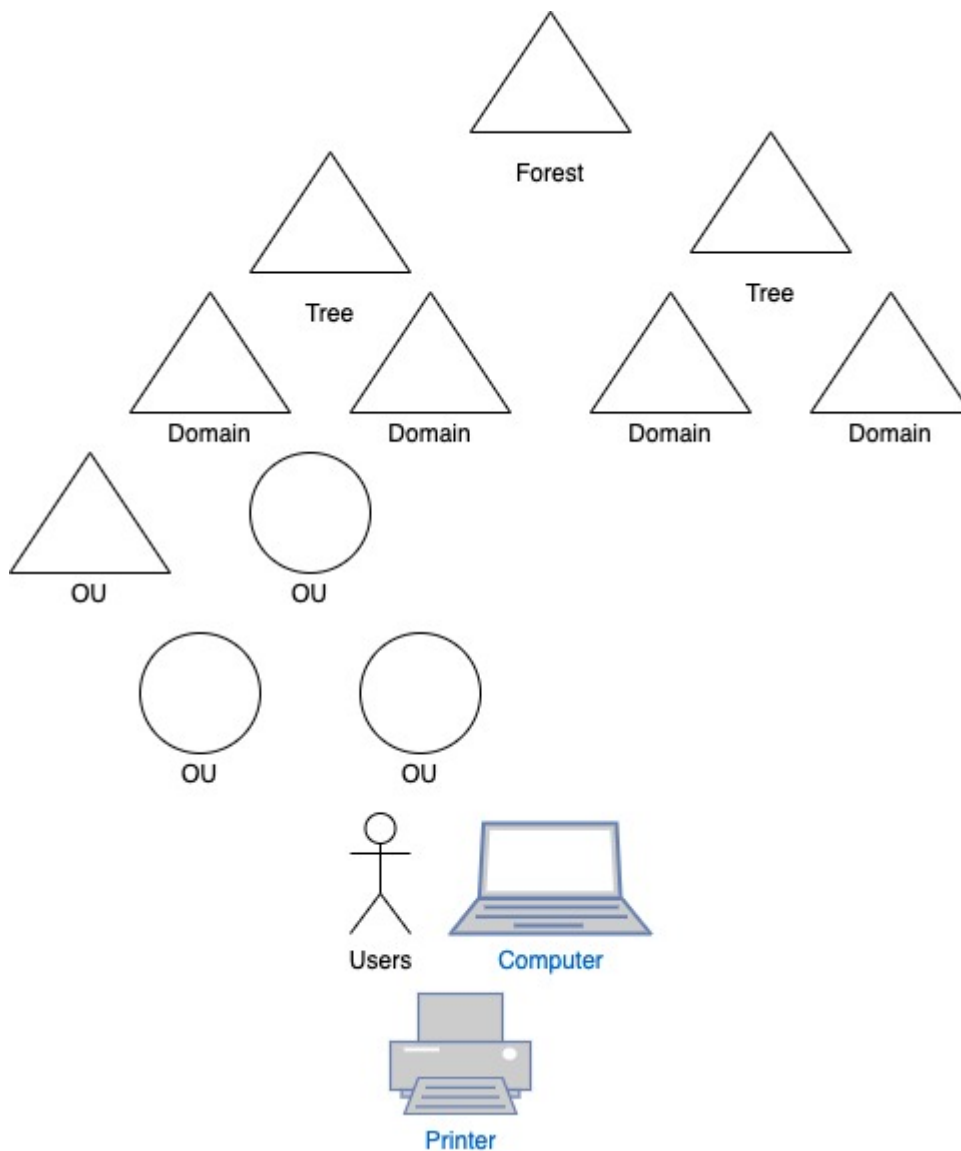 Forest
Tree
Tree
Domain
Domain
Domain
Domain
OU
OU
OU
OU
Users
Computer
Printer